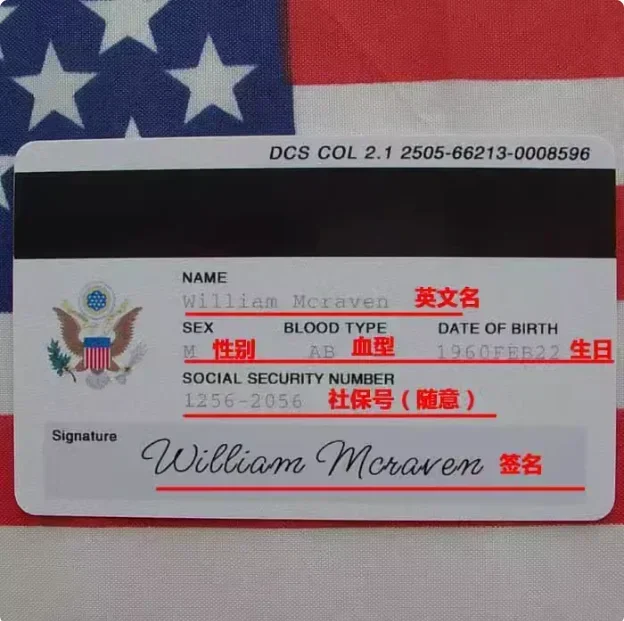 DCS COL 2.1 2505-66213-0008596
NAME
William Mcraven 英文名
SEX BLOOD TYPE DATE OF BIRTH
M 性别 AB 血型 1960FEB22 生日
SOCIAL SECURITY NUMBER
1256-2056 社保号（随意）
Signature
William Mcraven 签名